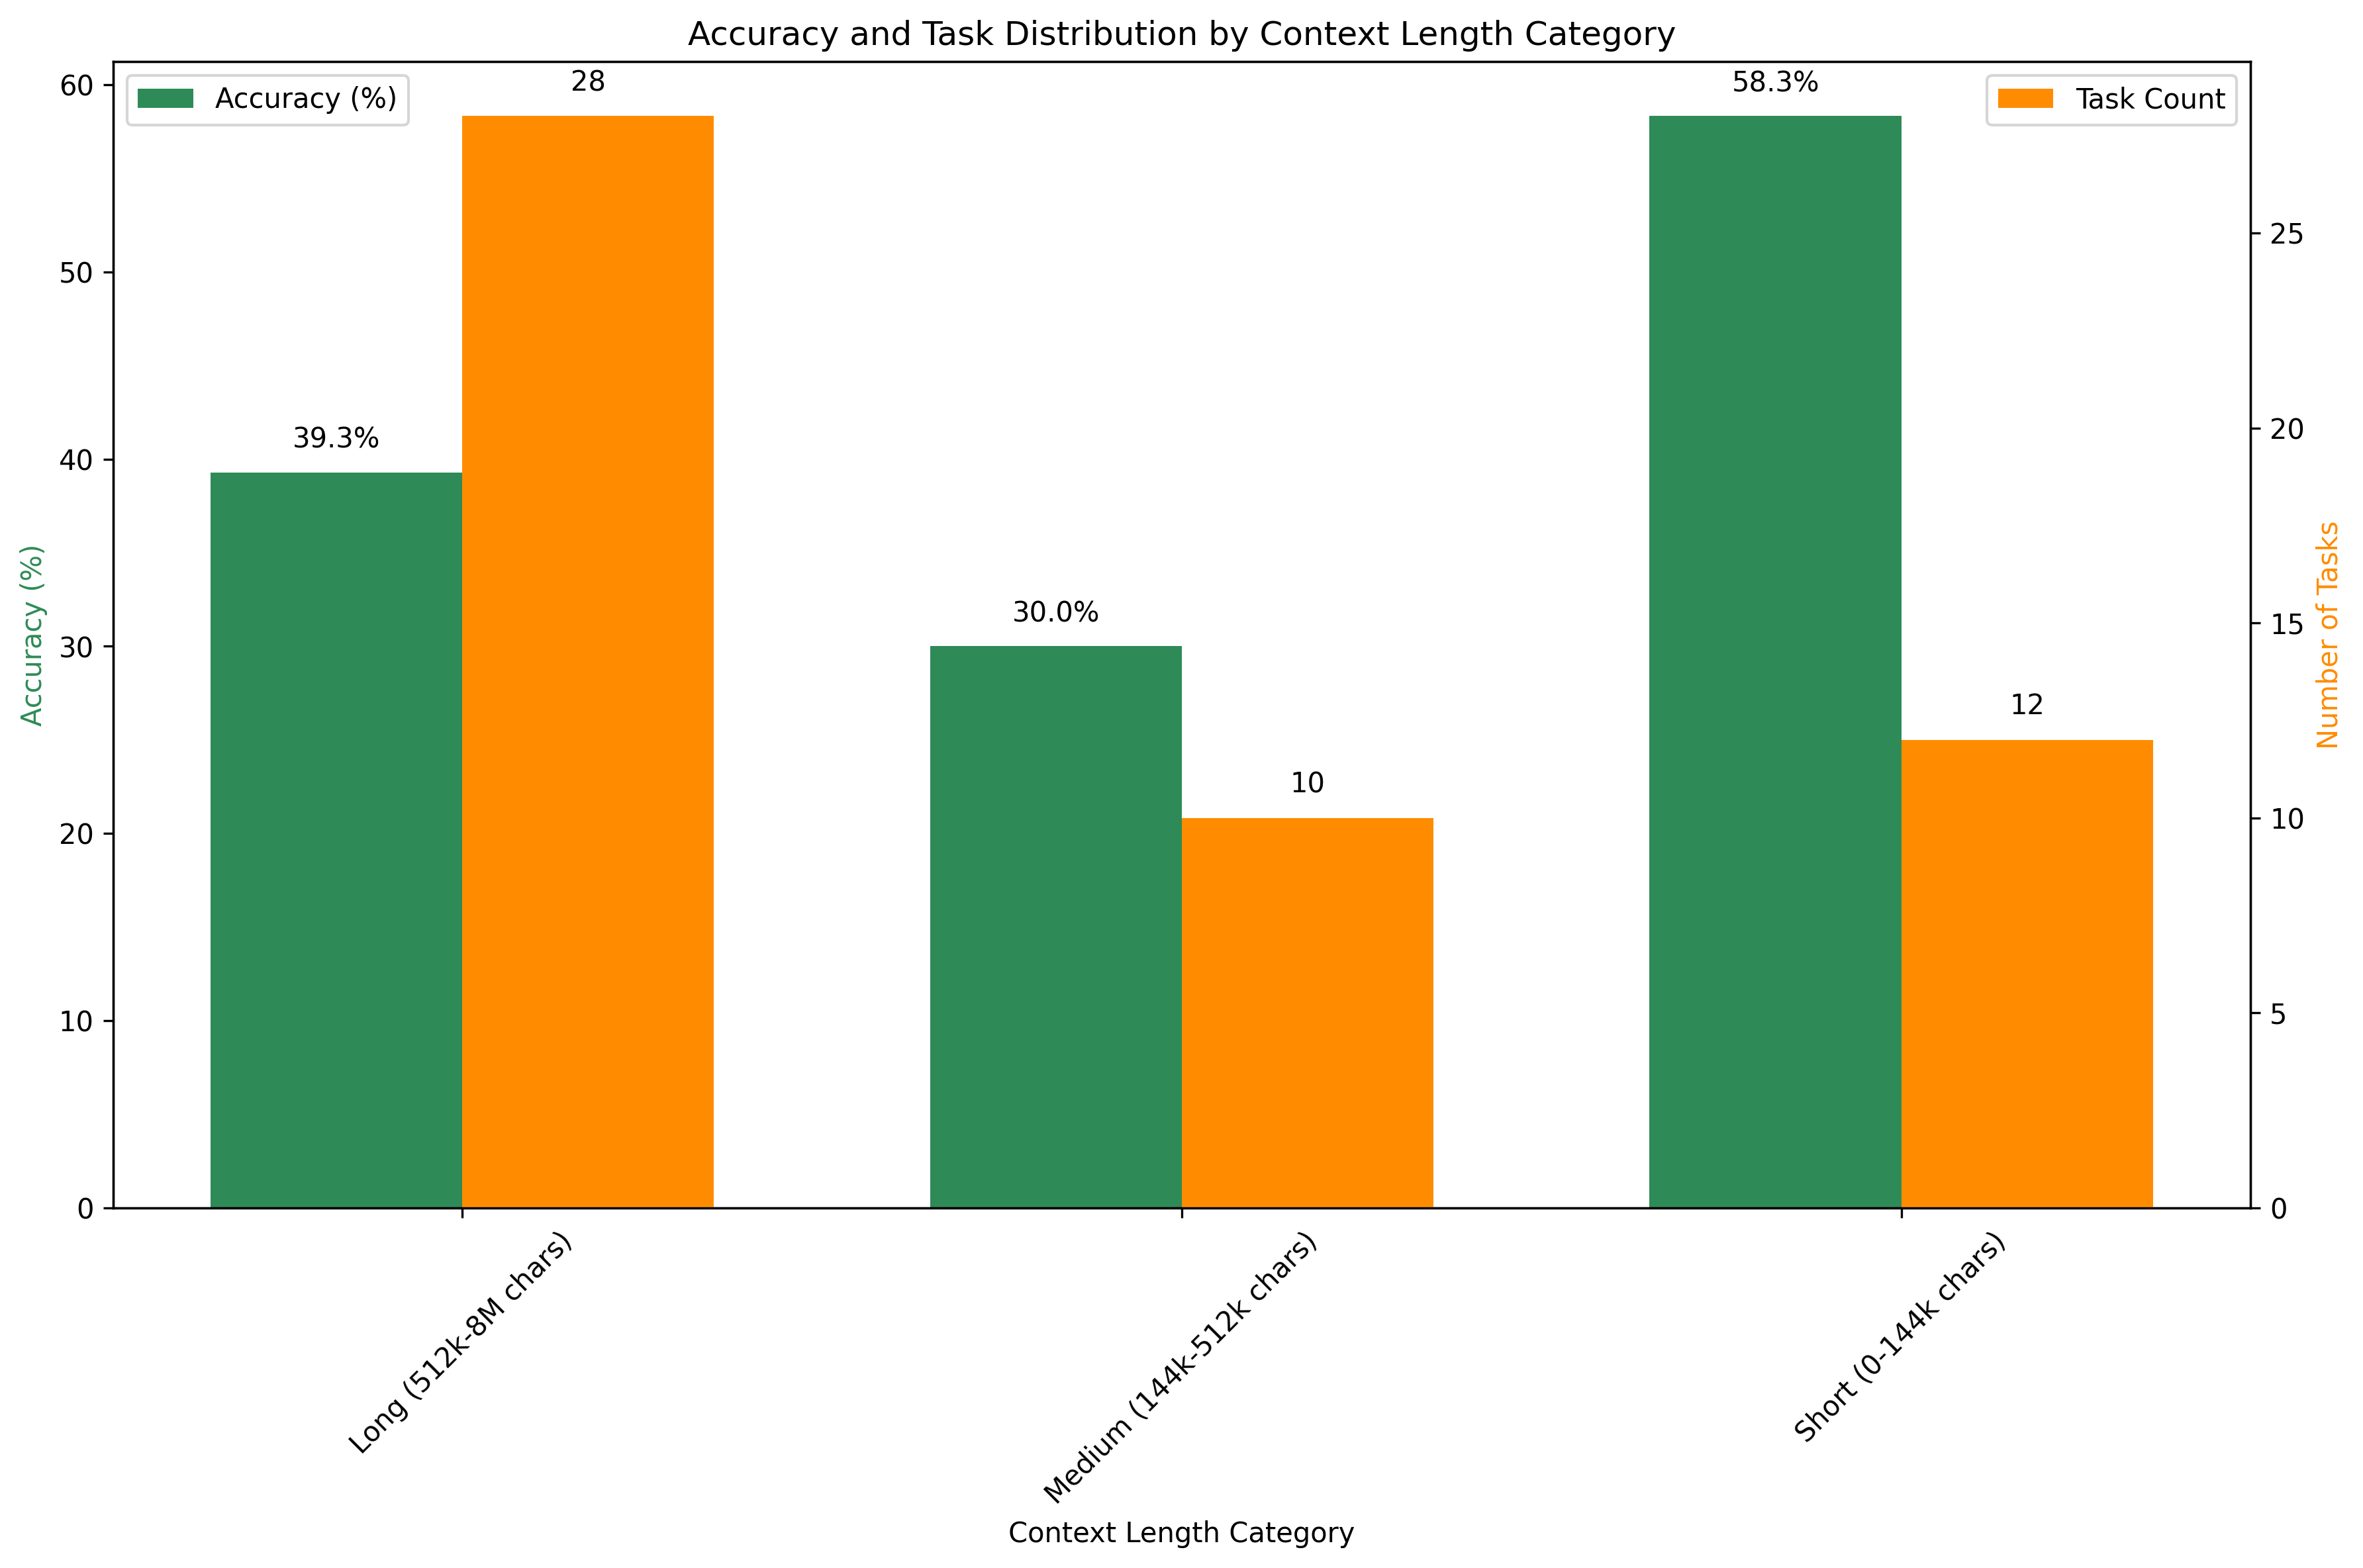 Accuracy and Task Distribution by Context Length Category
Accuracy (%)
Task Count
60
50
40
30
20
10
0
Accuracy (%)
39.3%
28
30.0%
10
58.3%
12
25
20
15
10
5
0
Number of Tasks
Long (512k-8M chars)
Medium (144k-512k chars)
Short (0-144k chars)
Context Length Category